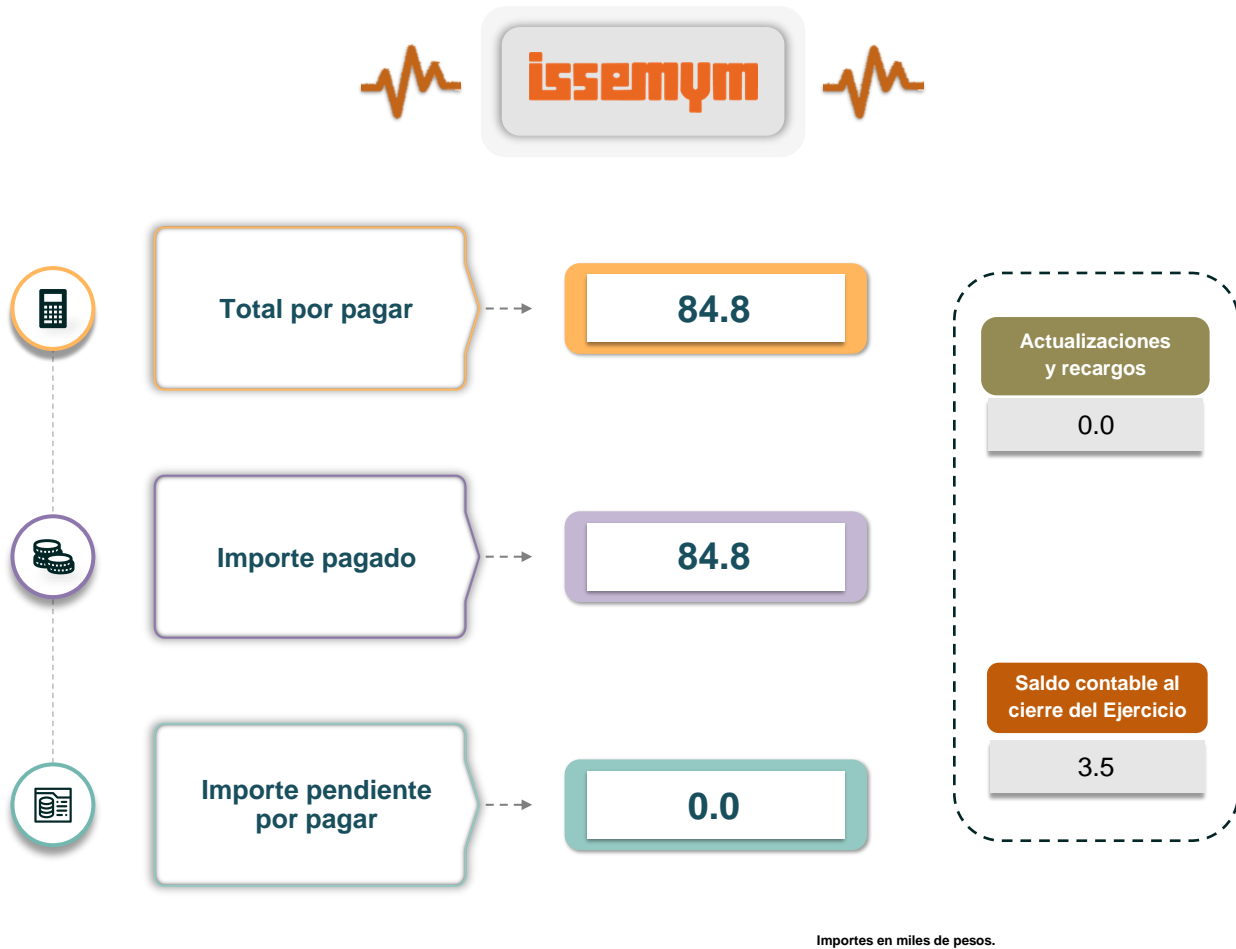 issemym
Total por pagar
84.8
Importe pagado
84.8
Importe pendiente
por pagar
0.0
Actualizaciones
y recargos
0.0
Saldo contable al
cierre del Ejercicio
3.5
Importes en miles de pesos.